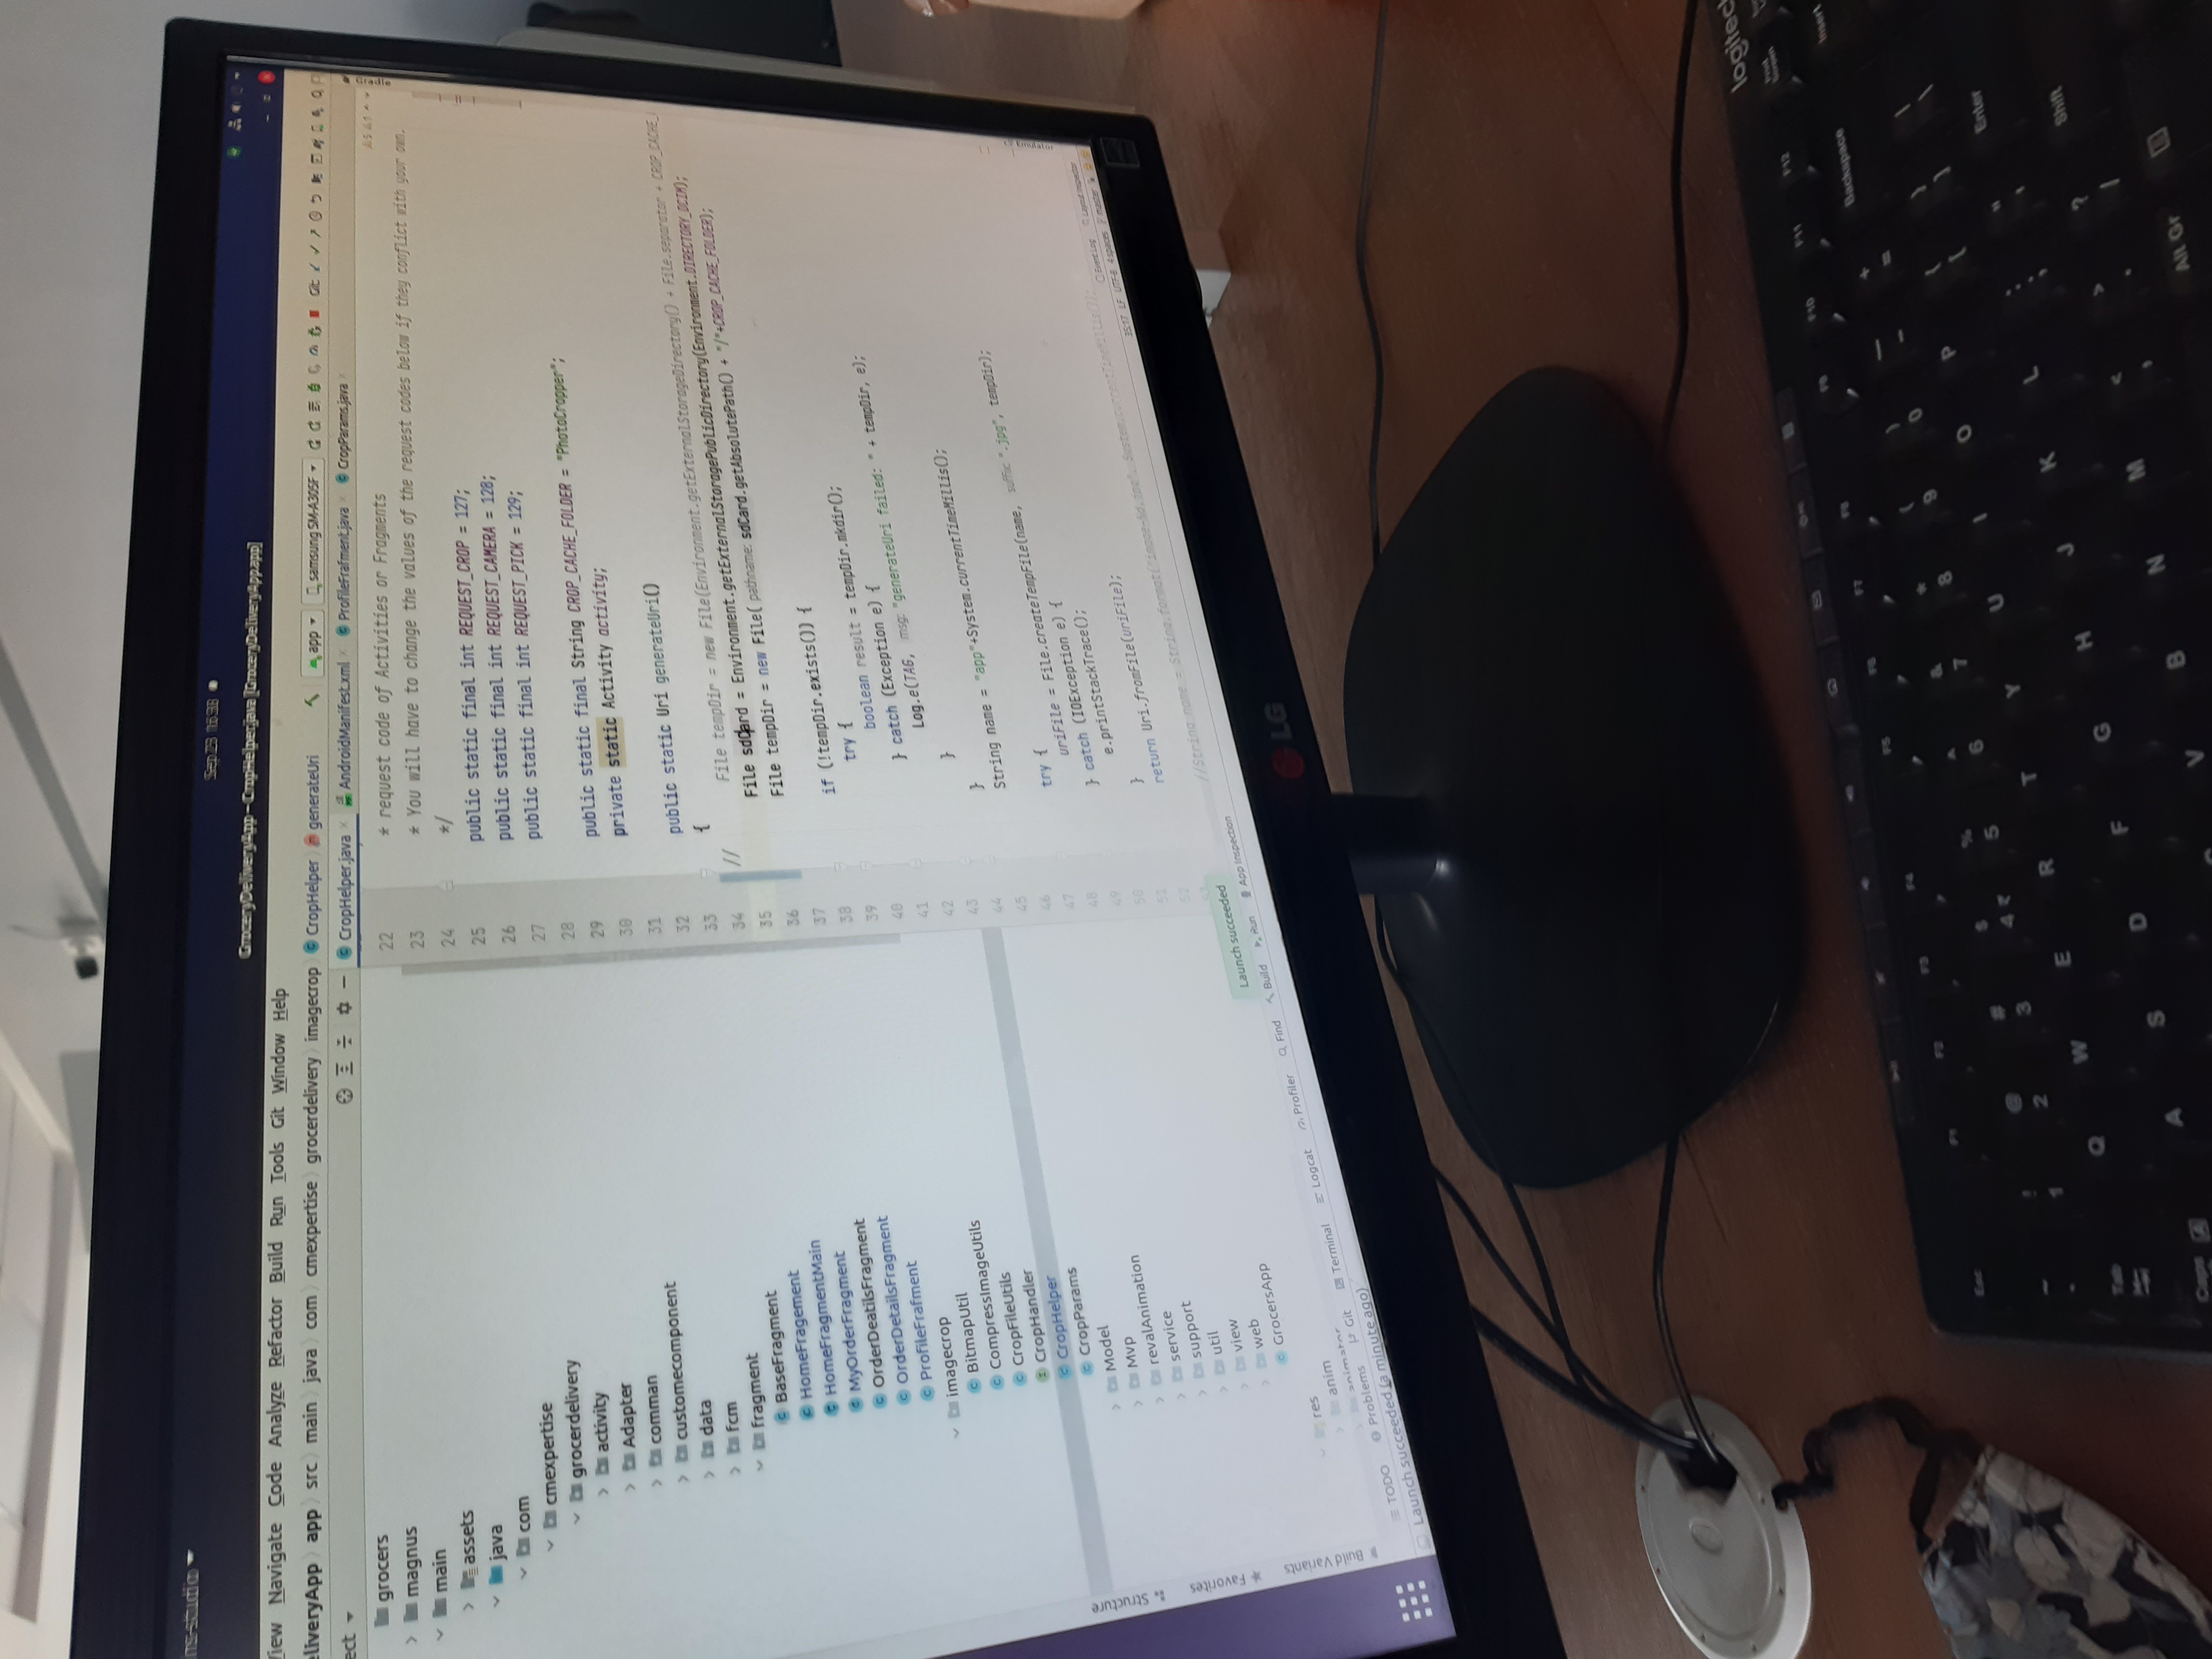 ns-studio
Sep 23 16:38
GroceryDeliveryApp – CropHelper.java [GroceryDeliveryApp.app]
View Navigate Code Analyze Refactor Build Run Tools Git Window Help
eliveryApp app src main java com cmexpertise grocerdelivery imagecrop CropHelper generateUri app samsung SM-A305F Git:
ect
CropHelper.java AndroidManifest.xml ProfileFrafment.java CropParams.java
Gradle
grocers
magnus
main
assets
java
com
cmexpertise
grocerdelivery
activity
Adapter
comman
customecomponent
data
fcm
fragment
BaseFragment
HomeFragement
HomeFragmentMain
MyOrderFragment
OrderDeatilsFragment
OrderDetailsFragment
ProfileFrafment
imagecrop
BitmapUtil
CompressImageUtils
CropFileUtils
CropHandler
CropHelper
CropParams
Model
Mvp
revalAnimation
service
support
util
view
web
GrocersApp
res
anim
animator
22 * request code of Activities or Fragments
23 * You will have to change the values of the request codes below if they conflict with your own.
24 */
25 public static final int REQUEST_CROP = 127;
26 public static final int REQUEST_CAMERA = 128;
27 public static final int REQUEST_PICK = 129;
28
29 public static final String CROP_CACHE_FOLDER = "PhotoCropper";
30 private static Activity activity;
31
32 public static Uri generateUri()
33 {
34 // File tempDir = new File(Environment.getExternalStorageDirectory() + File.separator + CROP_CACHE_
35 File sdCard = Environment.getExternalStoragePublicDirectory(Environment.DIRECTORY_DCIM);
36 File tempDir = new File( pathname: sdCard.getAbsolutePath() + "/"+CROP_CACHE_FOLDER);
37
38 if (!tempDir.exists()) {
39 try {
40 boolean result = tempDir.mkdir();
41 } catch (Exception e) {
42 Log.e(TAG, msg: "generateUri failed: " + tempDir, e);
43 }
44 }
45 String name = "app"+System.currentTimeMillis();
46
47 try {
48 uriFile = File.createTempFile(name, suffix: ".jpg", tempDir);
49 } catch (IOException e) {
50 e.printStackTrace();
51 }
52 return Uri.fromFile(uriFile);
53
//String name = String.format("image-%d.jpg", System.currentTimeMillis());
Structure
Favorites
Build Variants
Emulator
Launch succeeded
TODO Problems Git Terminal Logcat Profiler Find Build Run App Inspection
Event Log Layout Inspector
Launch succeeded (a minute ago)
35:17 LF UTF-8 4 spaces master
LG
logitech
Print Screen
Esc F1 F2 F3 F4 F5 F6 F7 F8 F9 F10 F11 F12
Insert
! 1 @ 2 # 3 $ 4 ₹ % 5 ^ 6 & 7 * 8 ( 9 ) 0 — - + = Backspace
Tab Q W E R T Y U I O P { [ } ] | \
Caps A S D F G H J K L : ; " ' Enter
C V B N M < , > . ? / Shift
Alt Gr